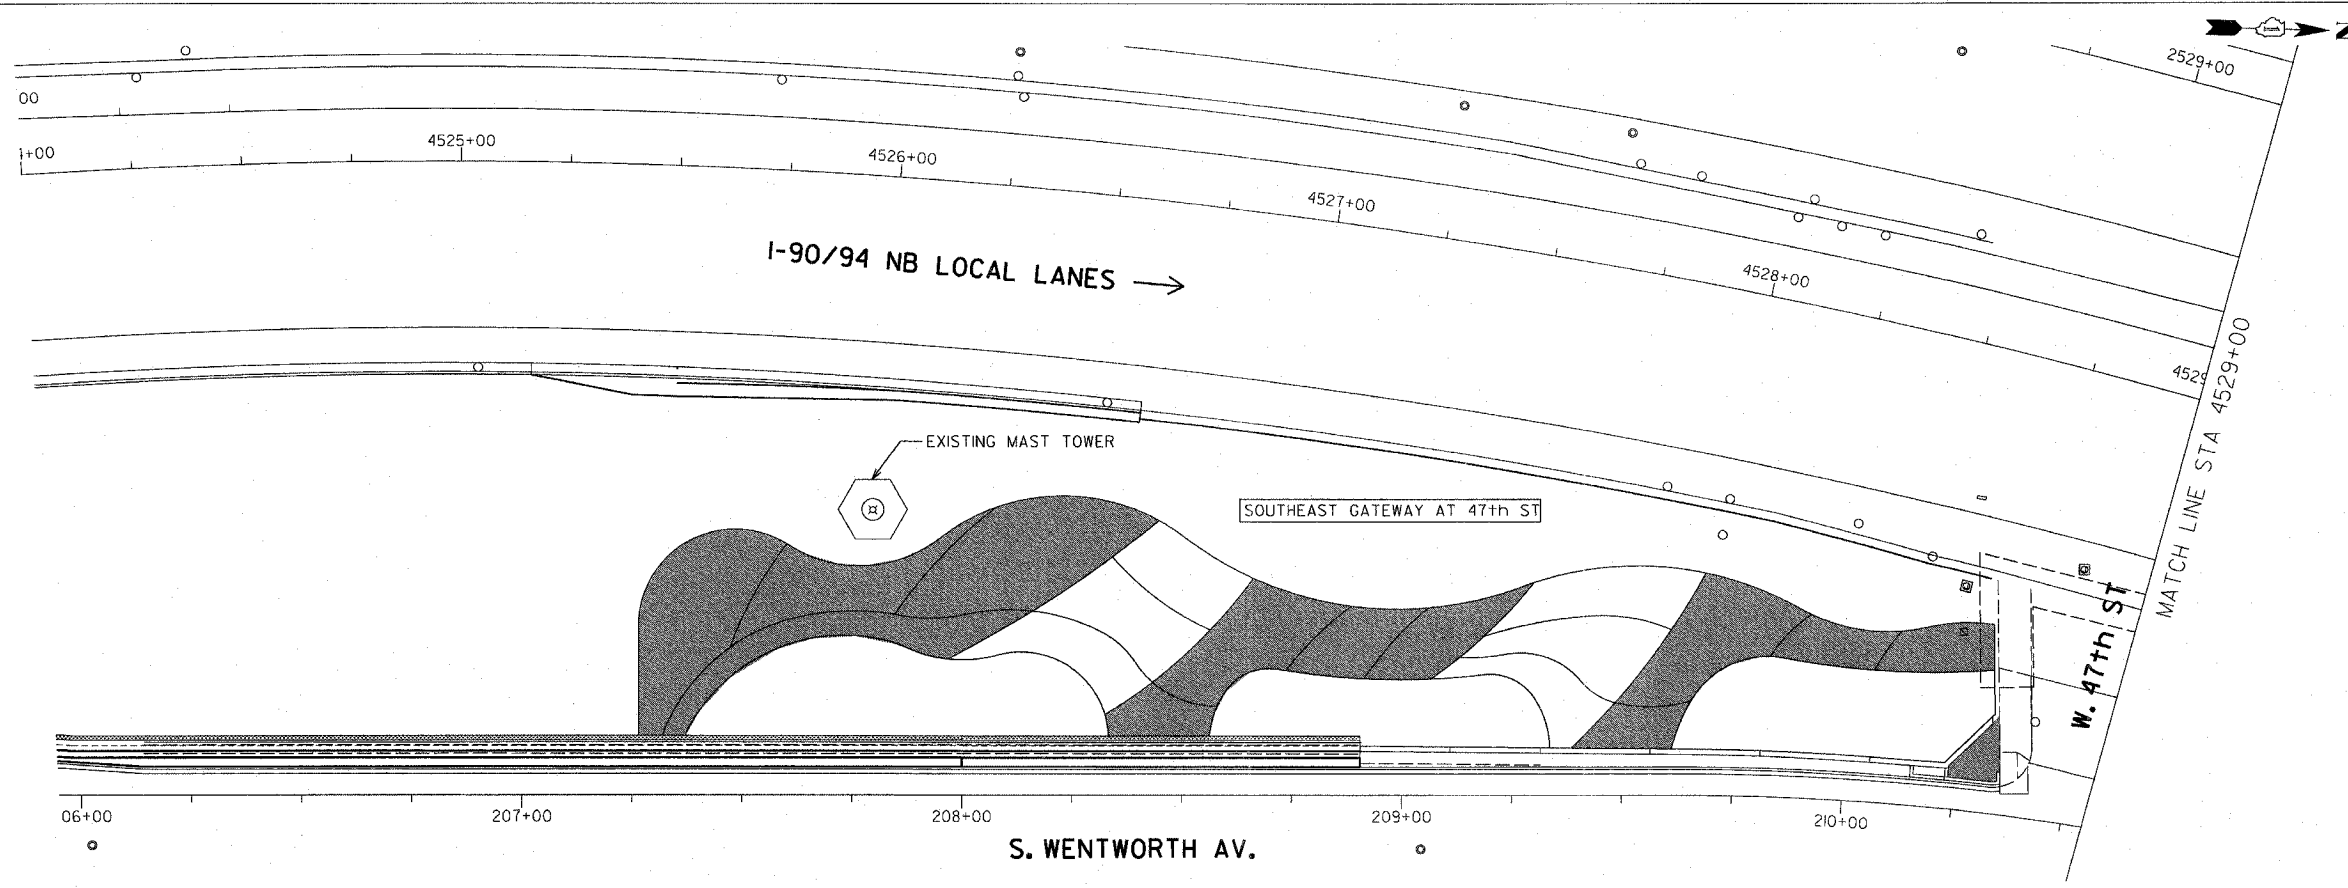 N
2529+00
00
4525+00
1+00
4526+00
4527+00
I-90/94 NB LOCAL LANES
4528+00
4529
MATCH LINE STA 4529+00
EXISTING MAST TOWER
SOUTHEAST GATEWAY AT 47th ST
W. 47th ST
06+00
207+00
208+00
209+00
210+00
S. WENTWORTH AV.